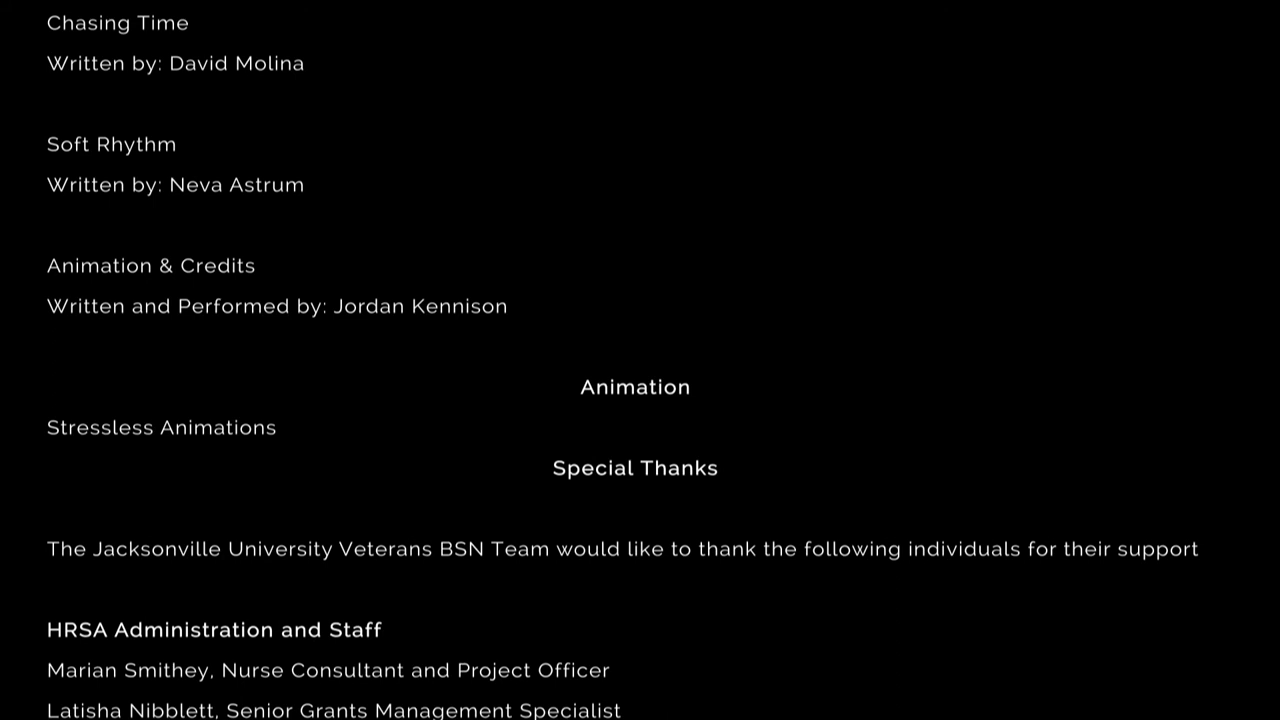 Chasing Time
Written by: David Molina
Soft Rhythm
Written by: Neva Astrum
Animation & Credits
Written and Performed by: Jordan Kennison
Animation
Stressless Animations
Special Thanks
The Jacksonville University Veterans BSN Team would like to thank the following individuals for their support
HRSA Administration and Staff
Marian Smithey, Nurse Consultant and Project Officer
Latisha Nibblett, Senior Grants Management Specialist